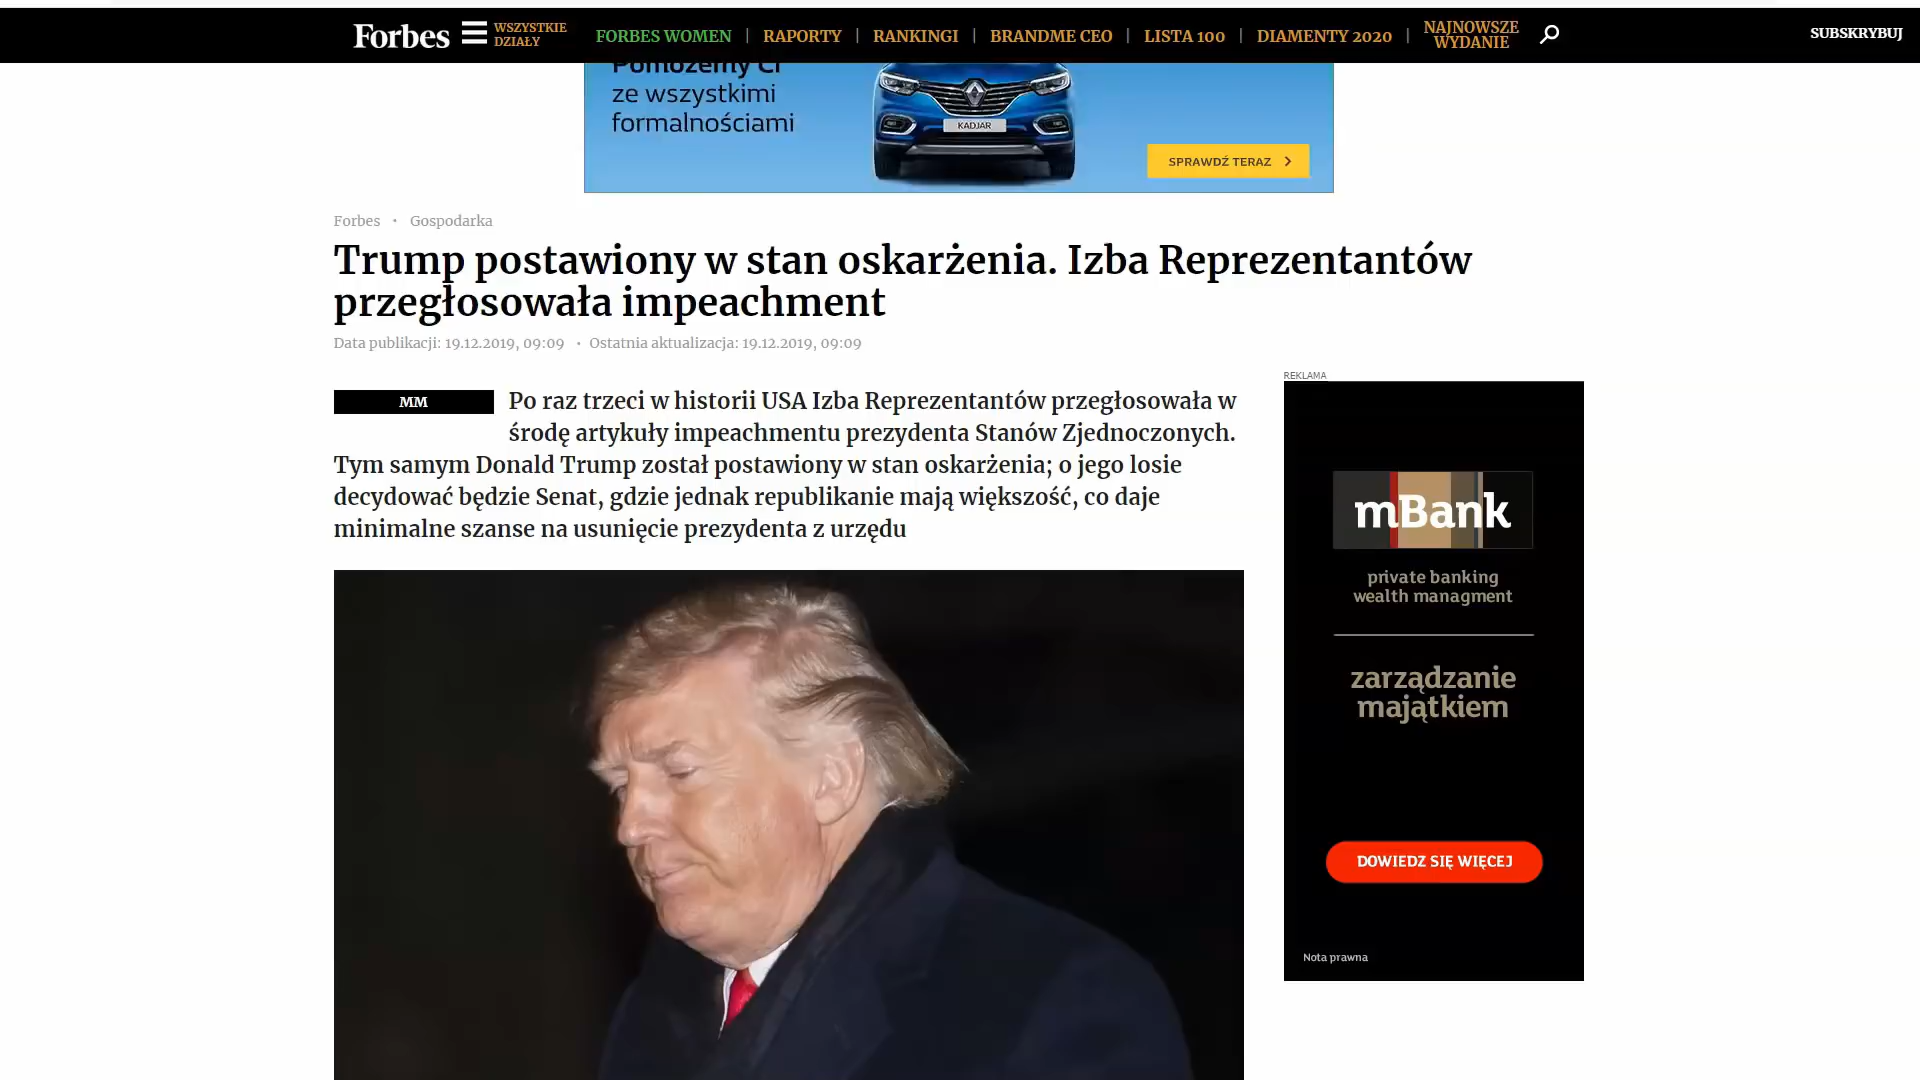 Forbes
WSZYSTKIE
DZIAŁY
FORBES WOMEN | RAPORTY | RANKINGI | BRANDME CEO | LISTA 100 | DIAMENTY 2020 |
NAJNOWSZE
WYDANIE
SUBSKRYBUJ
Pomożemy Ci
ze wszystkimi
formalnościami
KADJAR
SPRAWDŹ TERAZ
Forbes • Gospodarka
Trump postawiony w stan oskarżenia. Izba Reprezentantów
przegłosowała impeachment
Data publikacji: 19.12.2019, 09:09 • Ostatnia aktualizacja: 19.12.2019, 09:09
MM
Po raz trzeci w historii USA Izba Reprezentantów przegłosowała w
środę artykuły impeachmentu prezydenta Stanów Zjednoczonych.
Tym samym Donald Trump został postawiony w stan oskarżenia; o jego losie
decydować będzie Senat, gdzie jednak republikanie mają większość, co daje
minimalne szanse na usunięcie prezydenta z urzędu
REKLAMA
mBank
private banking
wealth managment
zarządzanie
majątkiem
DOWIEDZ SIĘ WIĘCEJ
Nota prawna